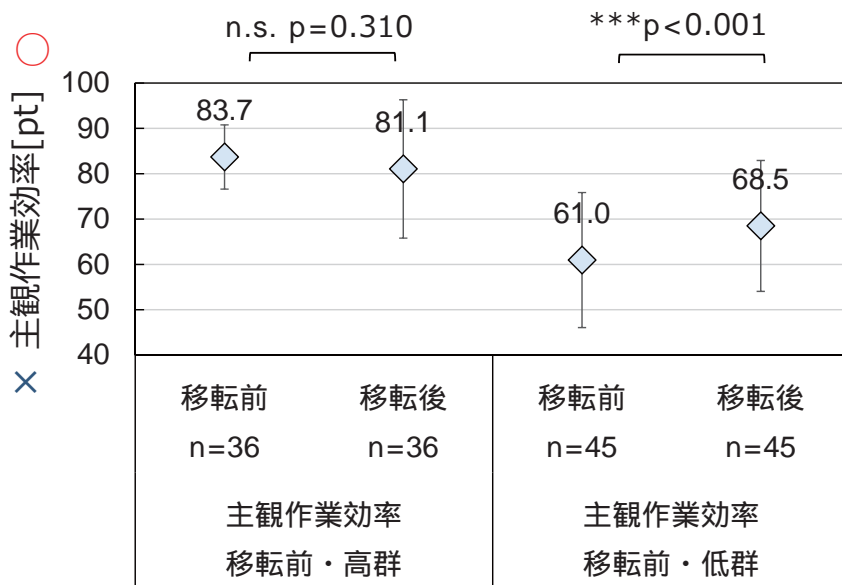 n.s. p=0.310
***p<0.001
× 主観作業効率[pt] ○
100
90
80
70
60
50
40
83.7
81.1
61.0
68.5
移転前 移転後 移転前 移転後
n=36 n=36 n=45 n=45
主観作業効率 主観作業効率
移転前・高群 移転前・低群